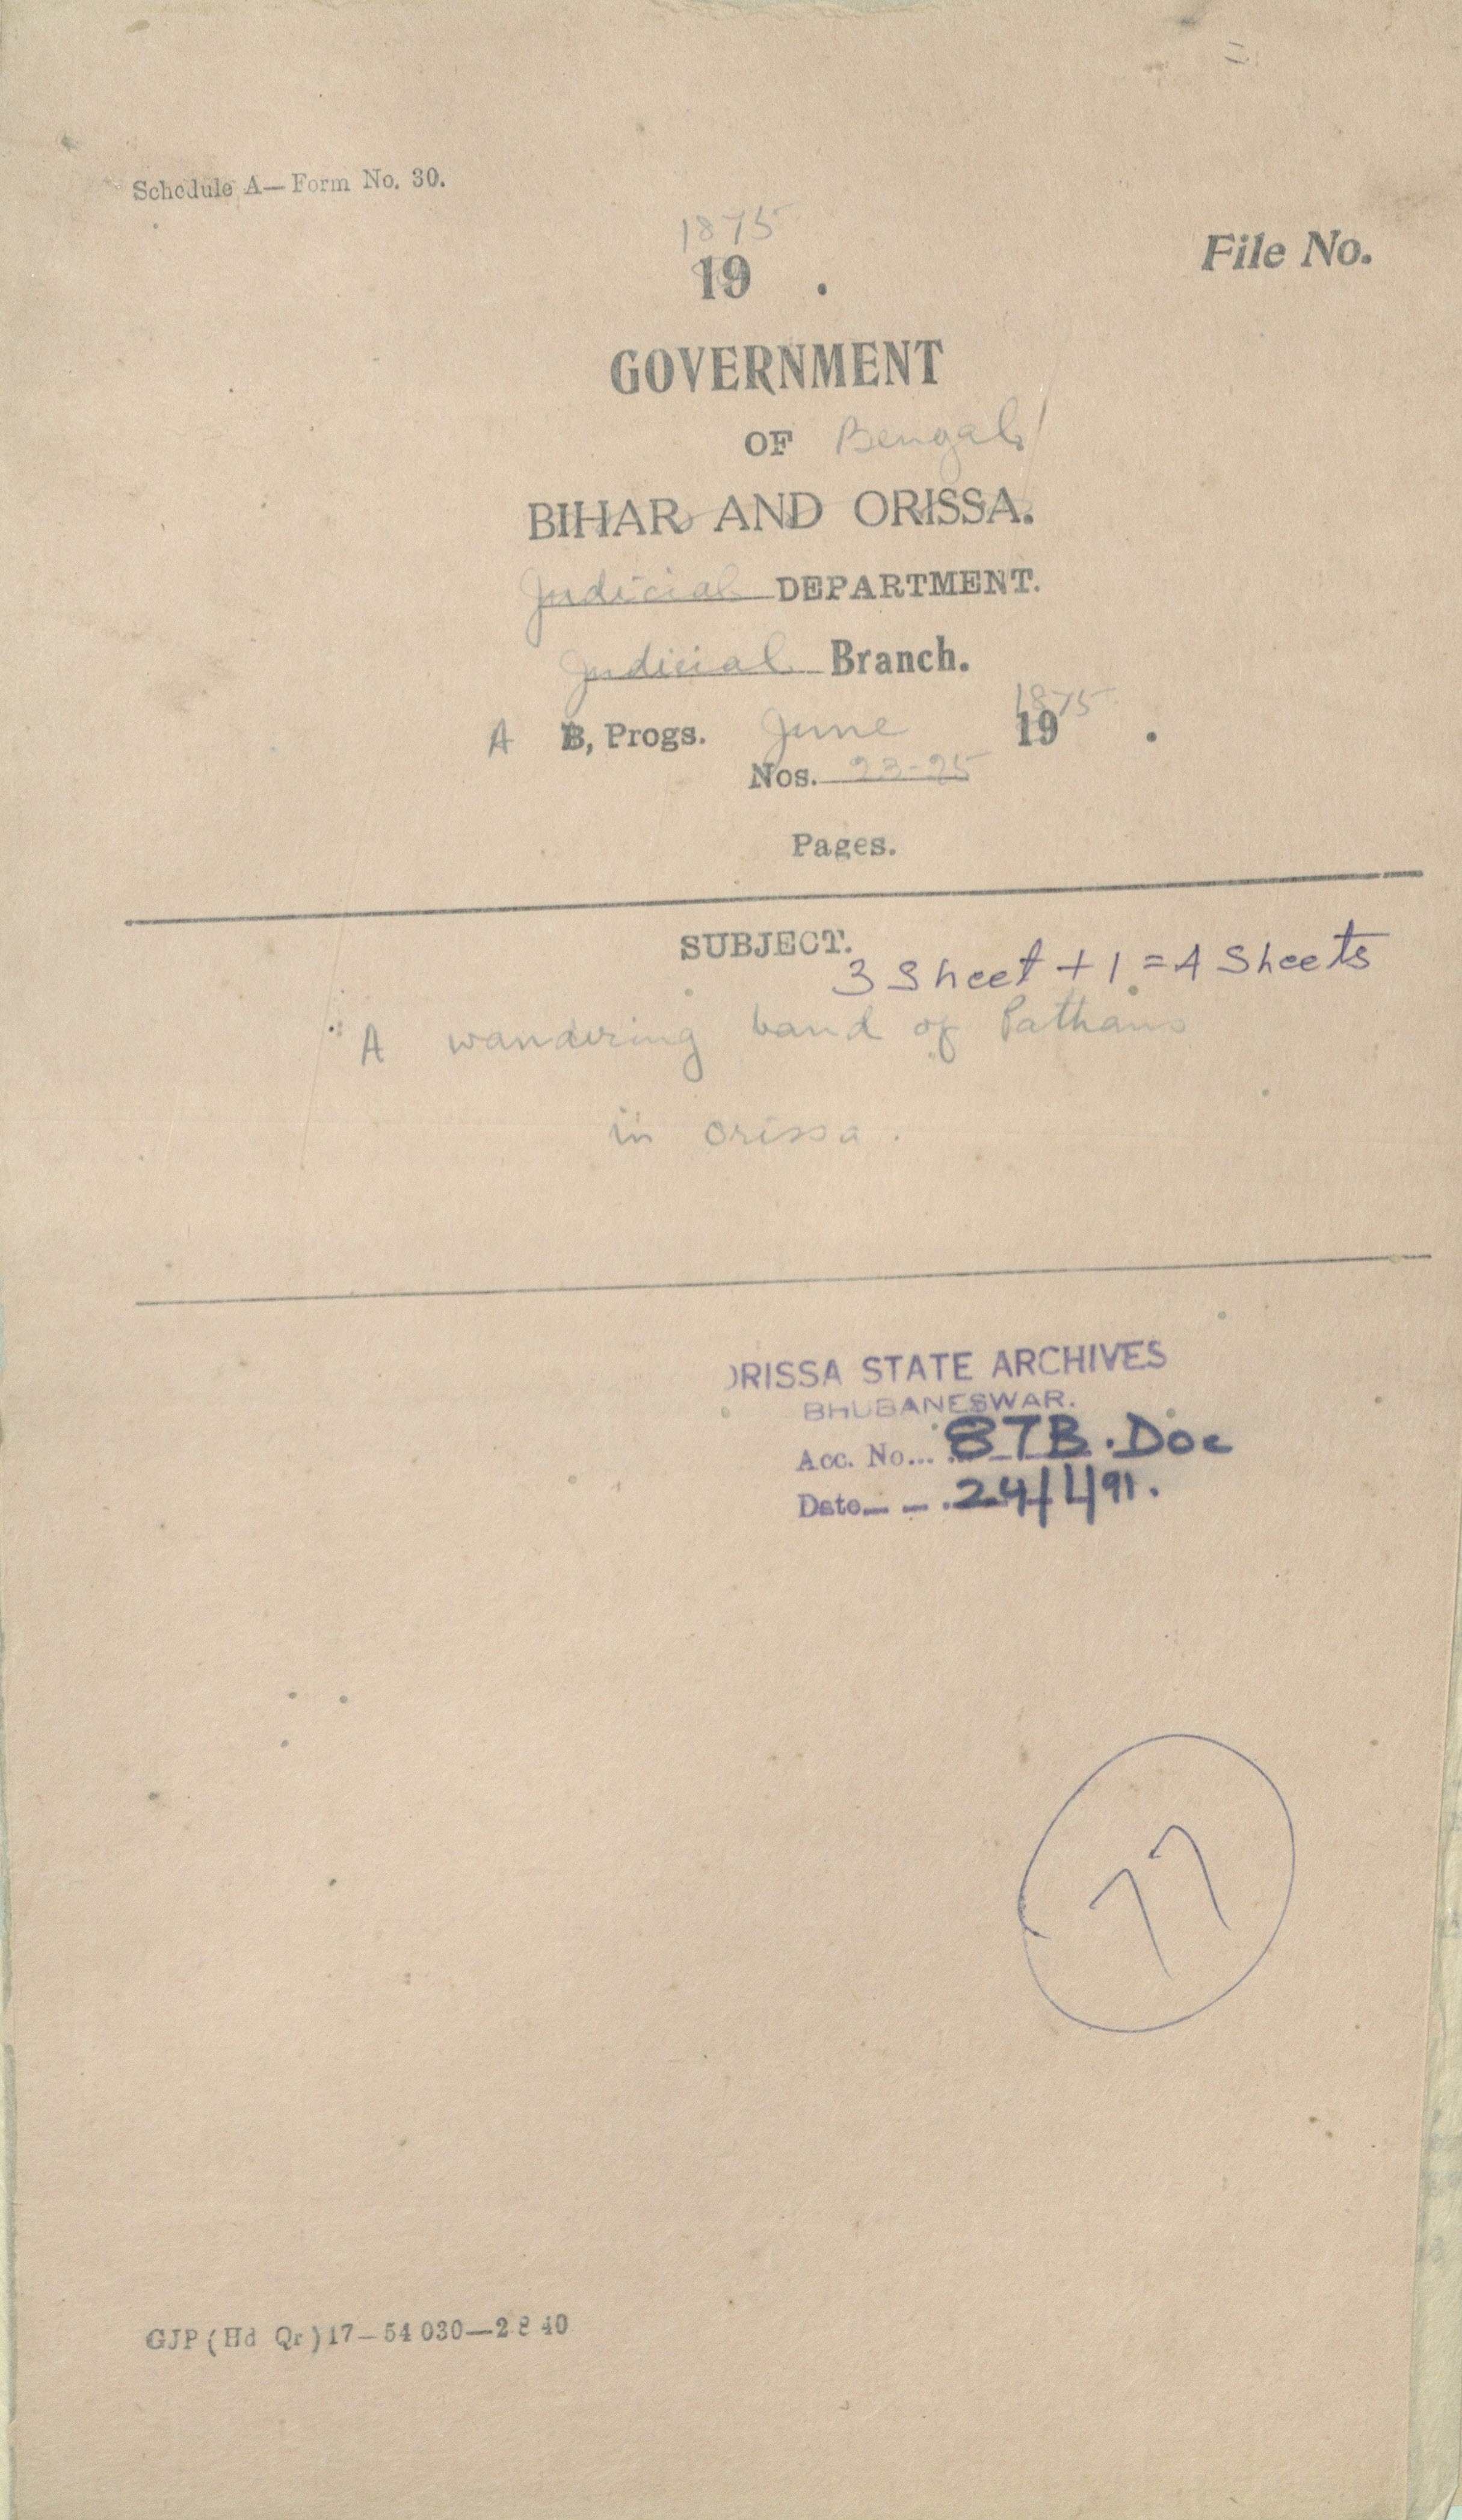 Schedule A—Form No. 30.
1875
19 .
File No.
GOVERNMENT
OF Bengal
BIHAR AND ORISSA.
Judicial DEPARTMENT.
Judicial Branch.
A B, Progs. June 1875 19 .
Nos. 23-25
Pages.
SUBJECT.
3 Sheet + 1 = 4 Sheets
"A wandering band of Pathans
in Orissa.
ORISSA STATE ARCHIVES
BHUBANESWAR.
Acc. No... 87B. Doc
Date 24/1/91.
77
GJP(Hd Qr)17—54030—2 8 40